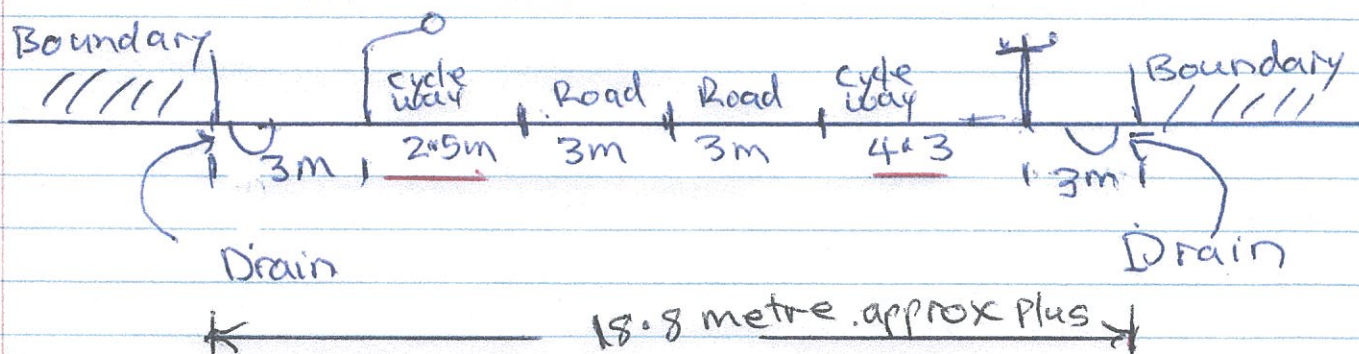 Boundary
cycle way Road Road cycle way Boundary
3m 2.5m 3m 3m 4.3 3m
Drain Drain
18.8 metre approx plus